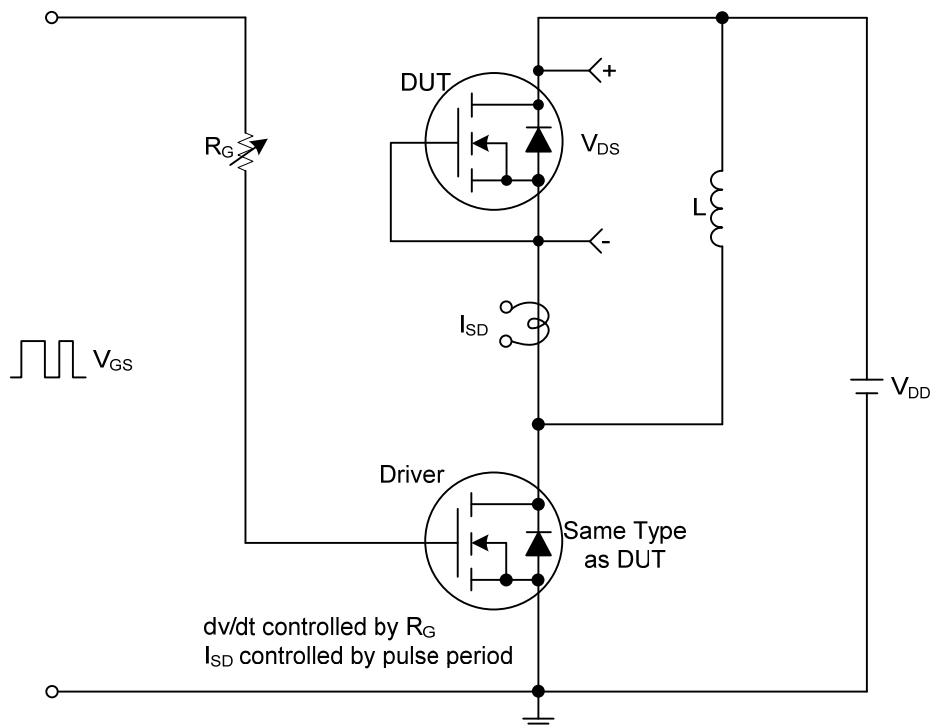 DUT
+
R_G
V_DS
L
-
I_SD
V_GS
V_DD
Driver
Same Type
as DUT
dv/dt controlled by R_G
I_SD controlled by pulse period